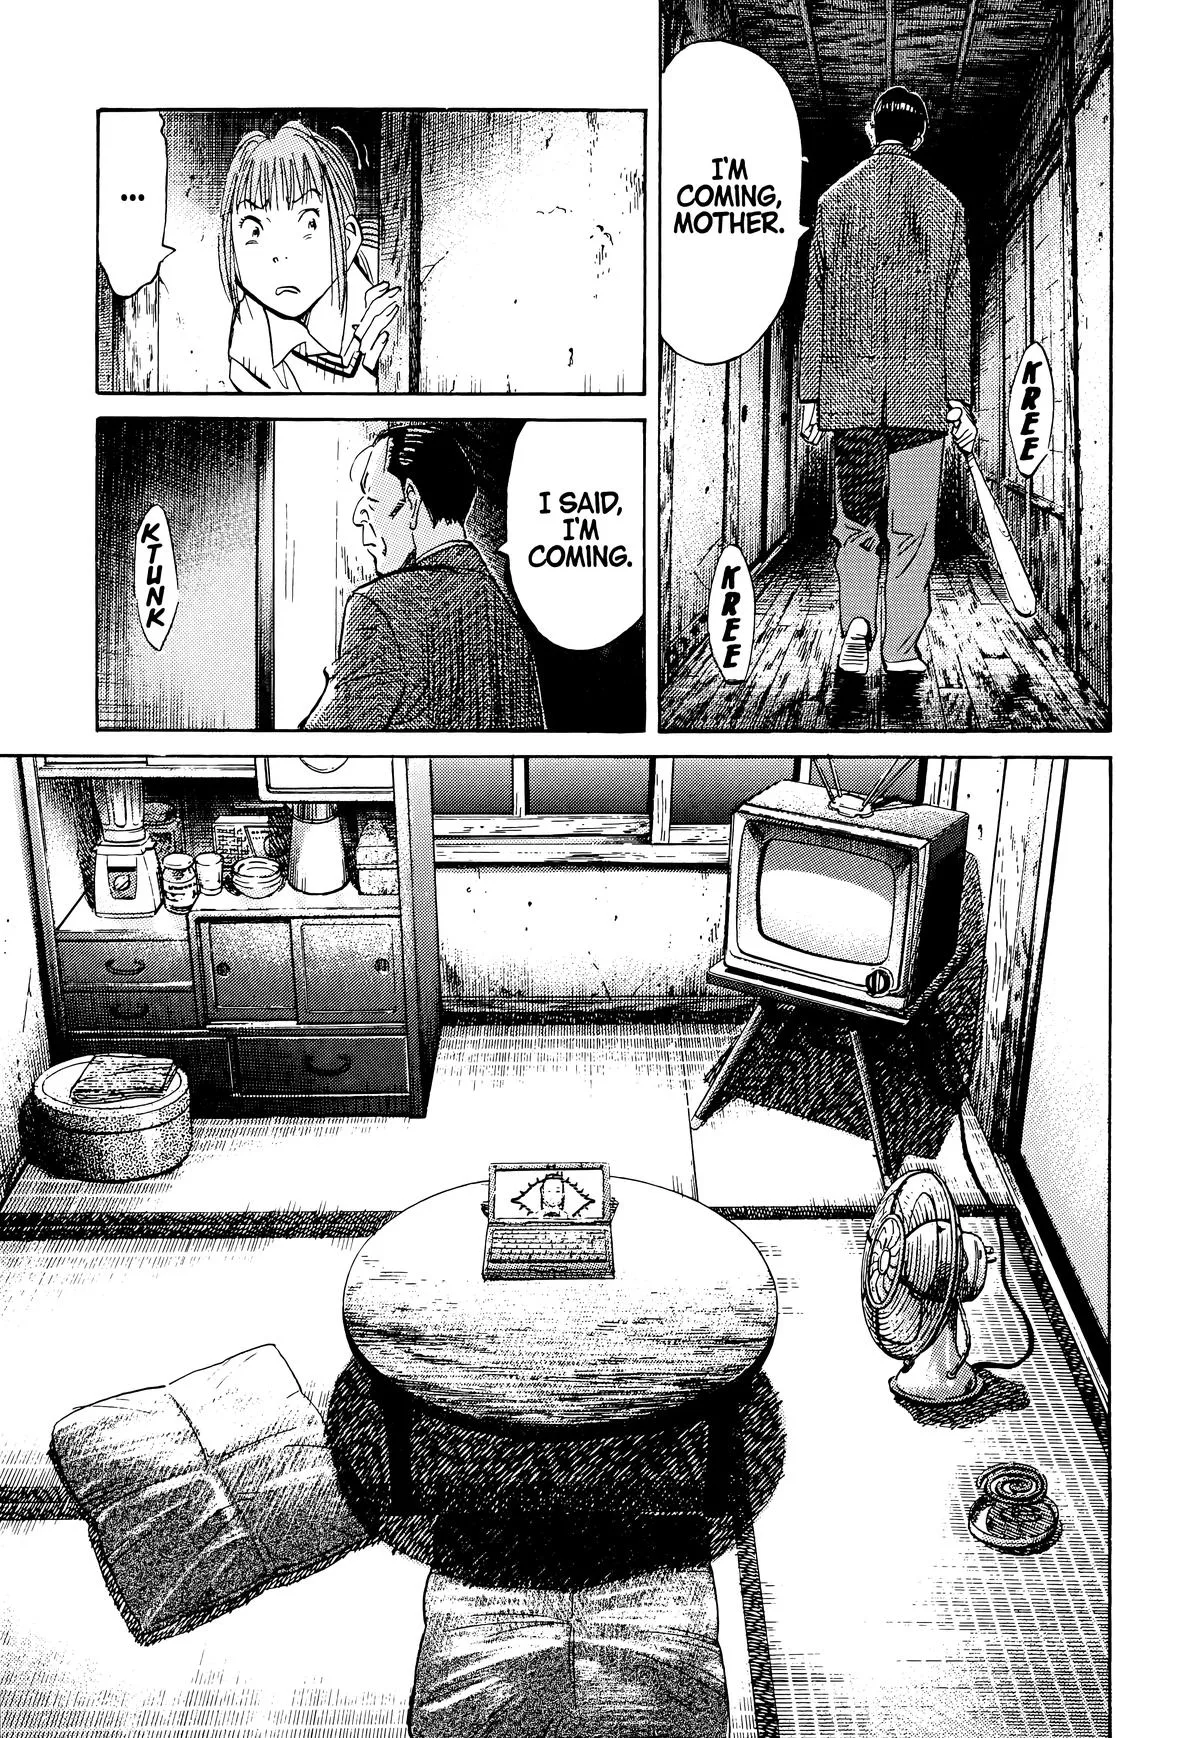 I'M
COMING,
MOTHER.
KREE
KREE
...
I SAID,
I'M
COMING.
KTUNK